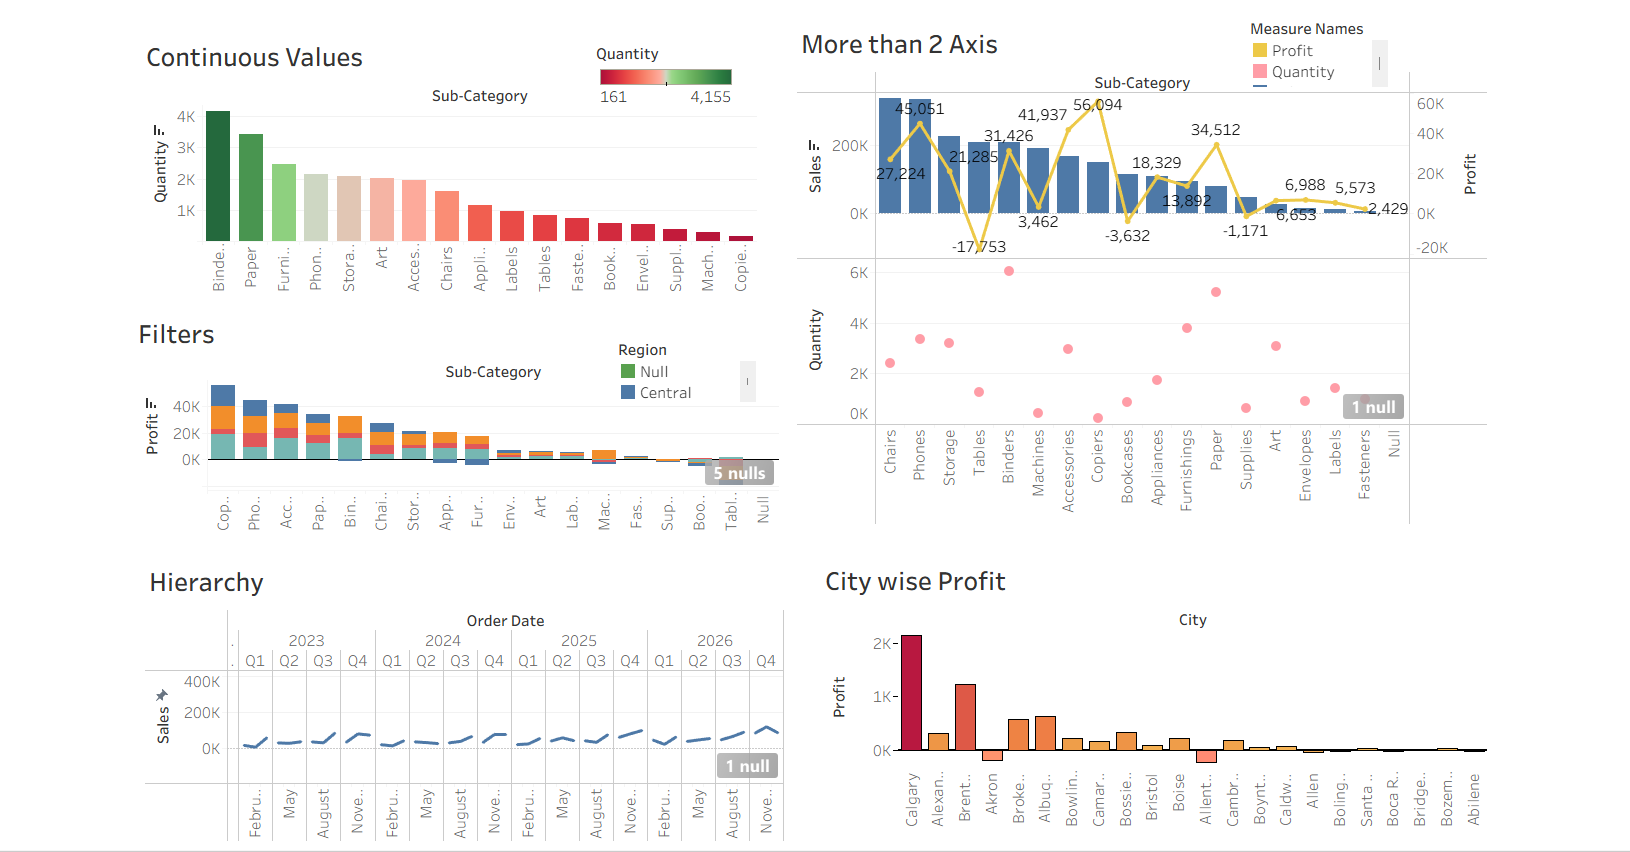 Continuous Values
Quantity
161 4,155
Sub-Category
Quantity
4K
3K
2K
1K
Binde..
Paper
Furni..
Phon..
Stora..
Art
Acces..
Chairs
Appli..
Labels
Tables
Faste..
Book..
Envel..
Suppl..
Mach..
Copie..
More than 2 Axis
Measure Names
Profit
Quantity
Sub-Category
Sales
200K
0K
Profit
60K
40K
20K
0K
-20K
27,224
45,051
21,285
-17,753
31,426
3,462
41,937
56,094
-3,632
18,329
13,892
34,512
-1,171
6,653
6,988
5,573
2,429
Quantity
6K
4K
2K
0K
1 null
Chairs
Phones
Storage
Tables
Binders
Machines
Accessories
Copiers
Bookcases
Appliances
Furnishings
Paper
Supplies
Art
Envelopes
Labels
Fasteners
Null
Filters
Region
Null
Central
Sub-Category
Profit
40K
20K
0K
5 nulls
Cop..
Pho..
Acc..
Pap..
Bin..
Chai..
Stor..
App..
Fur..
Env..
Art
Lab..
Mac..
Fas..
Sup..
Boo..
Tabl..
Null
Hierarchy
Order Date
. 2023 2024 2025 2026
. Q1 Q2 Q3 Q4 Q1 Q2 Q3 Q4 Q1 Q2 Q3 Q4 Q1 Q2 Q3 Q4
Sales
400K
200K
0K
1 null
Febru..
May
August
Nove..
Febru..
May
August
Nove..
Febru..
May
August
Nove..
Febru..
May
August
Nove..
City wise Profit
City
Profit
2K
1K
0K
Calgary
Alexan..
Brent..
Akron
Broke..
Albuq..
Bowlin..
Camar..
Bossie..
Bristol
Boise
Allent..
Cambr..
Boynt..
Caldw..
Allen
Boling..
Santa ..
Boca R..
Bridge..
Bozem..
Abilene